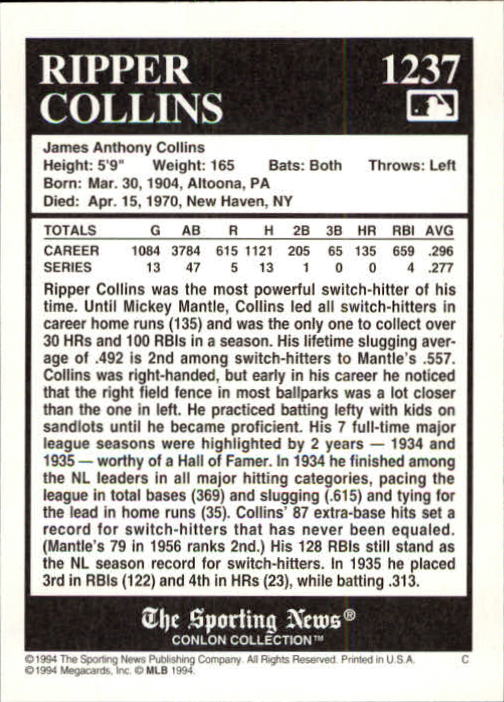 RIPPER 1237
COLLINS
James Anthony Collins
Height: 5'9" Weight: 165 Bats: Both Throws: Left
Born: Mar. 30, 1904, Altoona, PA
Died: Apr. 15, 1970, New Haven, NY
TOTALS G AB R H 2B 3B HR RBI AVG
CAREER 1084 3784 615 1121 205 65 135 659 .296
SERIES 13 47 5 13 1 0 0 4 .277
Ripper Collins was the most powerful switch-hitter of his
time. Until Mickey Mantle, Collins led all switch-hitters in
career home runs (135) and was the only one to collect over
30 HRs and 100 RBIs in a season. His lifetime slugging aver-
age of .492 is 2nd among switch-hitters to Mantle's .557.
Collins was right-handed, but early in his career he noticed
that the right field fence in most ballparks was a lot closer
than the one in left. He practiced batting lefty with kids on
sandlots until he became proficient. His 7 full-time major
league seasons were highlighted by 2 years — 1934 and
1935 — worthy of a Hall of Famer. In 1934 he finished among
the NL leaders in all major hitting categories, pacing the
league in total bases (369) and slugging (.615) and tying for
the lead in home runs (35). Collins' 87 extra-base hits set a
record for switch-hitters that has never been equaled.
(Mantle's 79 in 1956 ranks 2nd.) His 128 RBIs still stand as
the NL season record for switch-hitters. In 1935 he placed
3rd in RBIs (122) and 4th in HRs (23), while batting .313.
The Sporting News®
CONLON COLLECTION™
©1994 The Sporting News Publishing Company. All Rights Reserved. Printed in U.S.A. C
©1994 Megacards, Inc. © MLB 1994.